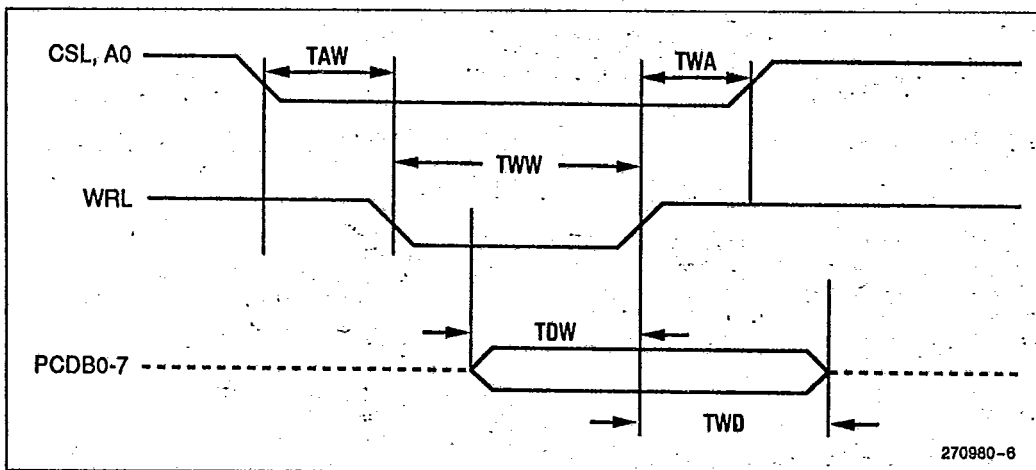 CSL, A0
TAW
TWA
TWW
WRL
TDW
PCDB0-7
TWD
270980-6